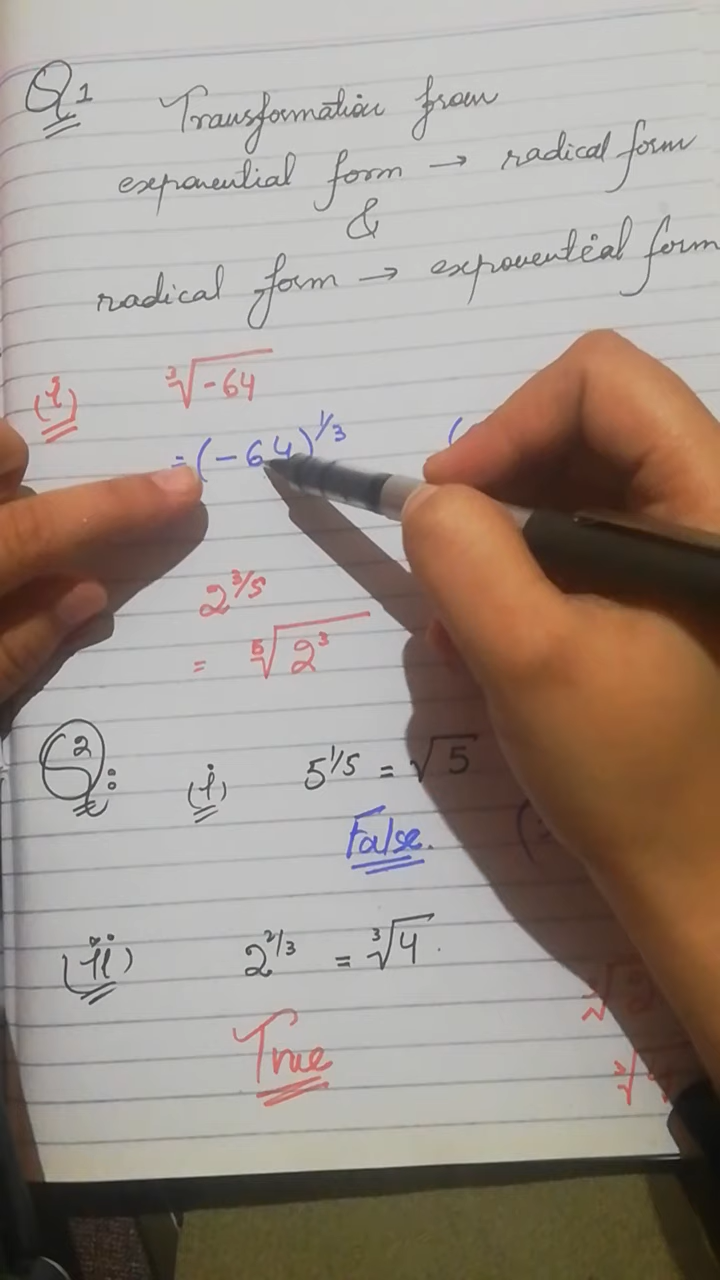 Q1 Transformation from
exponential form → radical form
&
radical form → exponential form
(i) ∛-64
= (-64)^1/3 (
2^3/5
= ⁵√2³
Q2: (i) 5^1/5 = √5
False.
(ii) 2^2/3 = ∛4.
True